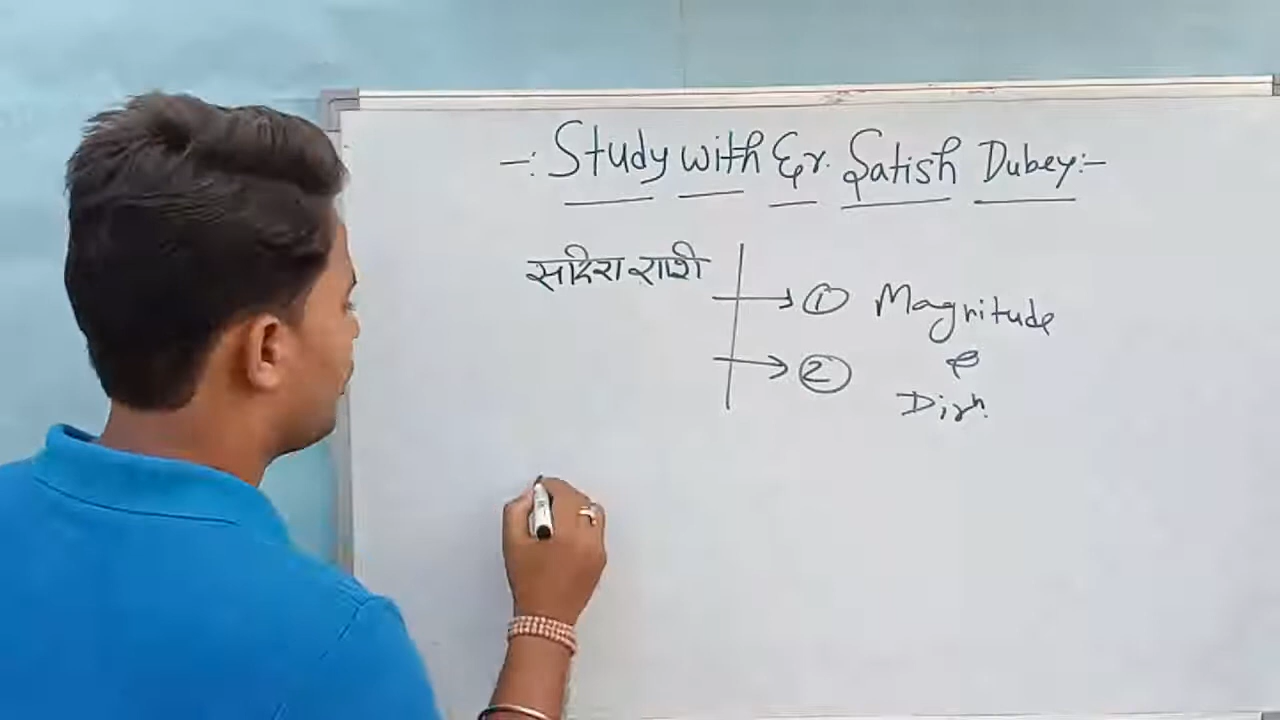 -: Study with Er. Satish Dubey:-
सदिश राशी
→ ① Magnitude
→ ② &
Dirⁿ.